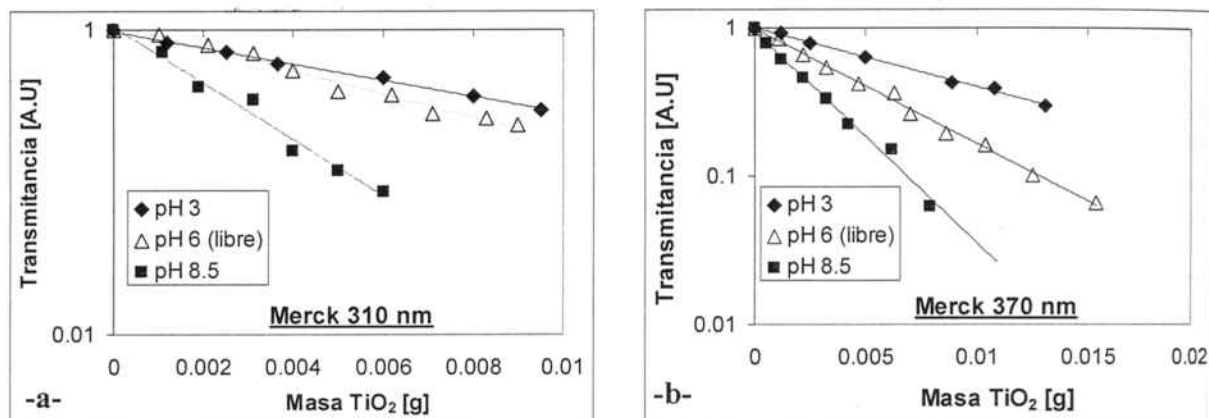 1
Transmitancia [A.U]
pH 3
pH 6 (libre)
pH 8.5
Merck 310 nm
0.01
0
0.002
0.004
0.006
0.008
0.01
-a-
Masa TiO₂ [g]
1
Transmitancia [A.U]
0.1
pH 3
pH 6 (libre)
pH 8.5
Merck 370 nm
0.01
0
0.005
0.01
0.015
0.02
-b-
Masa TiO₂ [g]